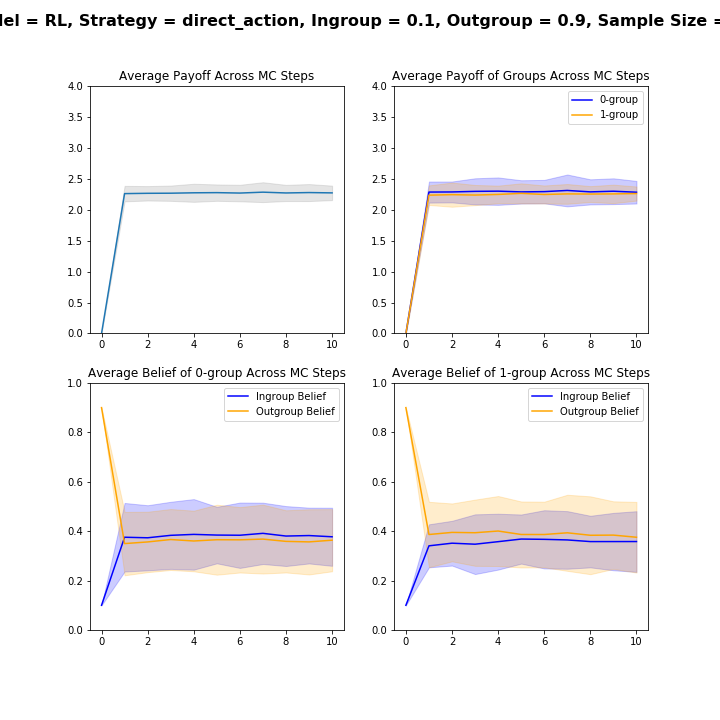 = RL, Strategy = direct_action, Ingroup = 0.1, Outgroup = 0.9, Sample Size =
Average Payoff Across MC Steps
4.0
3.5
3.0
2.5
2.0
1.5
1.0
0.5
0.0
0 2 4 6 8 10
Average Payoff of Groups Across MC Steps
0-group
1-group
4.0
3.5
3.0
2.5
2.0
1.5
1.0
0.5
0.0
0 2 4 6 8 10
Average Belief of 0-group Across MC Steps
Ingroup Belief
Outgroup Belief
1.0
0.8
0.6
0.4
0.2
0.0
0 2 4 6 8 10
Average Belief of 1-group Across MC Steps
Ingroup Belief
Outgroup Belief
1.0
0.8
0.6
0.4
0.2
0.0
0 2 4 6 8 10